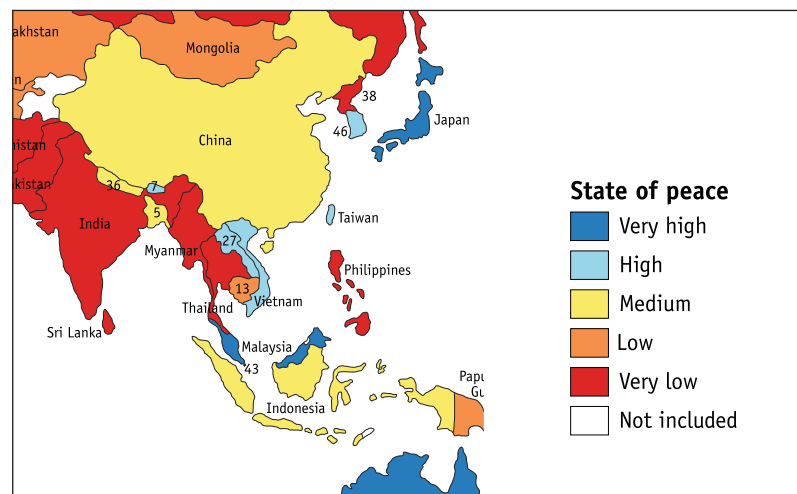 akhstan
Mongolia
n
38
46
Japan
China
nistan
kistan
36
7
5
India
Taiwan
27
Myanmar
Philippines
13
Thailand
Vietnam
Sri Lanka
Malaysia
43
Indonesia
Papu
Gu
State of peace
Very high
High
Medium
Low
Very low
Not included